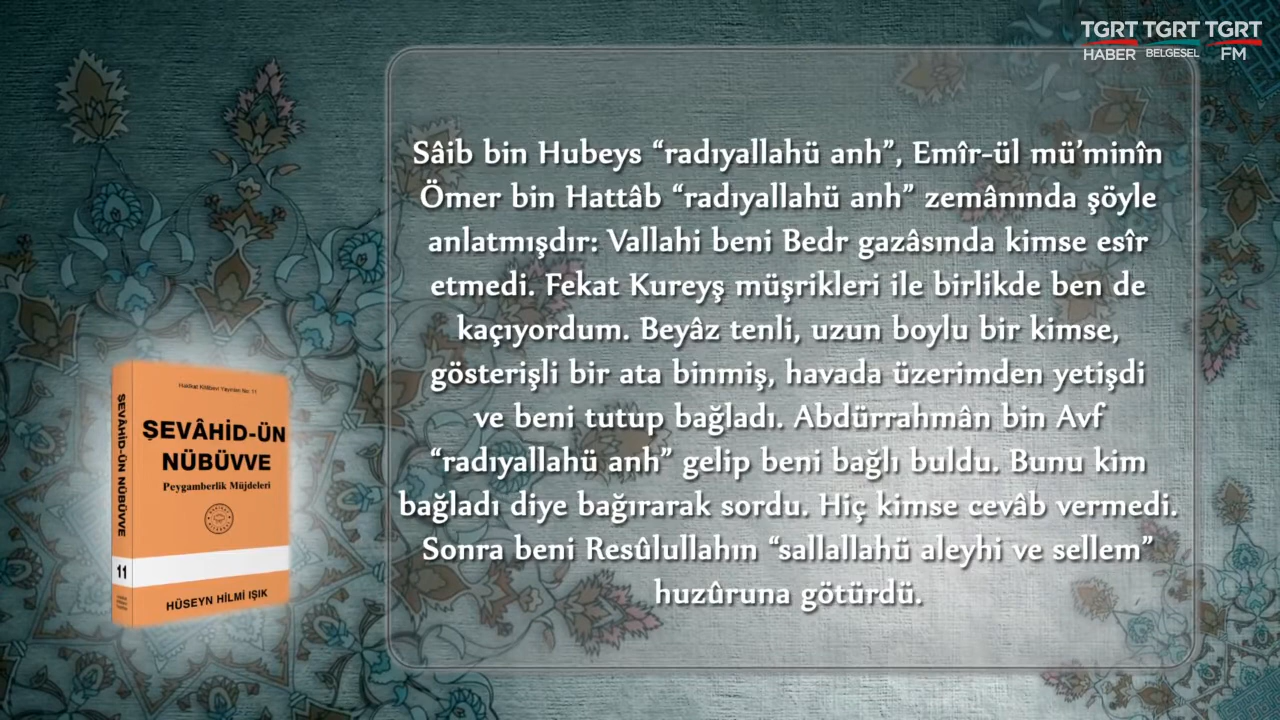 TGRT TGRT TGRT
HABER BELGESEL FM
Sâib bin Hubeys “radıyallahü anh”, Emîr-ül mü’minîn
Ömer bin Hattâb “radıyallahü anh” zemânında şöyle
anlatmışdır: Vallahi beni Bedr gazâsında kimse esîr
etmedi. Fekat Kureyş müşrikleri ile birlikde ben de
kaçıyordum. Beyâz tenli, uzun boylu bir kimse,
gösterişli bir ata binmiş, havada üzerimden yetişdi
ve beni tutup bağladı. Abdürrahmân bin Avf
“radıyallahü anh” gelip beni bağlı buldu. Bunu kim
bağladı diye bağırarak sordu. Hiç kimse cevâb vermedi.
Sonra beni Resûlullahın “sallallahü aleyhi ve sellem”
huzûruna götürdü.
Hakîkat Kitâbevi Yayınları No: 11
ŞEVÂHİD-ÜN
NÜBÜVVE
Peygamberlik Müjdeleri
HÜSEYN HİLMİ IŞIK
ŞEVÂHİD-ÜN NÜBÜVVE
11